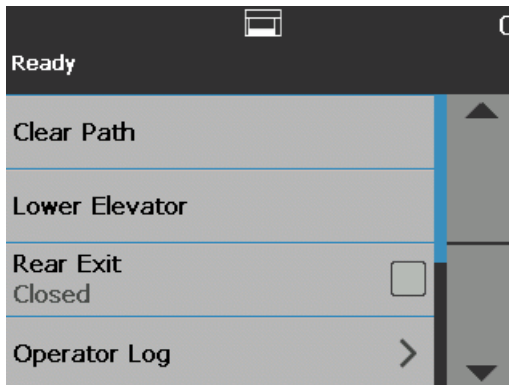 Ready
Clear Path
Lower Elevator
Rear Exit
Closed
Operator Log